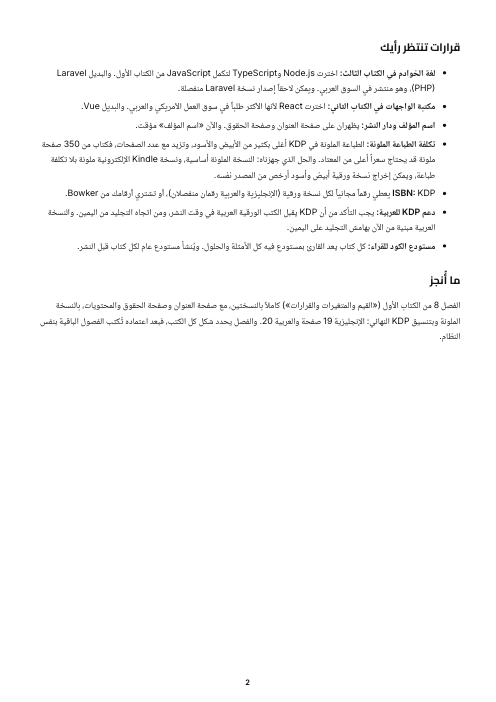 قرارات تنتظر رأيك
• لغة الخوادم في الكتاب الثالث: اخترت Node.js وTypeScript لتكمل JavaScript من الكتاب الأول. والبديل Laravel
(PHP)، وهو منتشر في السوق العربي. ويمكن لاحقاً إصدار نسخة Laravel منفصلة.
• مكتبة الواجهات في الكتاب الثاني: اخترت React لأنها الأكثر طلباً في سوق العمل الأمريكي والعربي. والبديل Vue.
• اسم المؤلف ودار النشر: يظهران على صفحة العنوان وصفحة الحقوق. والآن «اسم المؤلف» مؤقت.
• تكلفة الطباعة الملونة: الطباعة الملونة في KDP أغلى بكثير من الأبيض والأسود، وتزيد مع عدد الصفحات، فكتاب من 350 صفحة
ملونة قد يحتاج سعراً أعلى من المعتاد. والحل الذي جهزناه: النسخة الملونة أساسية، ونسخة Kindle الإلكترونية ملونة بلا تكلفة
طباعة، ويمكن إخراج نسخة ورقية أبيض وأسود أرخص من المصدر نفسه.
• ISBN: KDP يعطي رقماً مجانياً لكل نسخة ورقية (الإنجليزية والعربية رقمان منفصلان)، أو تشتري أرقامك من Bowker.
• دعم KDP للعربية: يجب التأكد من أن KDP يقبل الكتب الورقية العربية في وقت النشر، ومن اتجاه التجليد من اليمين. والنسخة
العربية مبنية من الآن بهامش التجليد على اليمين.
• مستودع الكود للقراء: كل كتاب يعد القارئ بمستودع فيه كل الأمثلة والحلول. ويُنشأ مستودع عام لكل كتاب قبل النشر.
ما أُنجز
الفصل 8 من الكتاب الأول («القيم والمتغيرات والقرارات») كاملاً بالنسختين، مع صفحة العنوان وصفحة الحقوق والمحتويات، بالنسخة
الملونة وبتنسيق KDP النهائي: الإنجليزية 19 صفحة والعربية 20. والفصل يحدد شكل كل الكتب، فبعد اعتماده تُكتب الفصول الباقية بنفس
النظام.
2